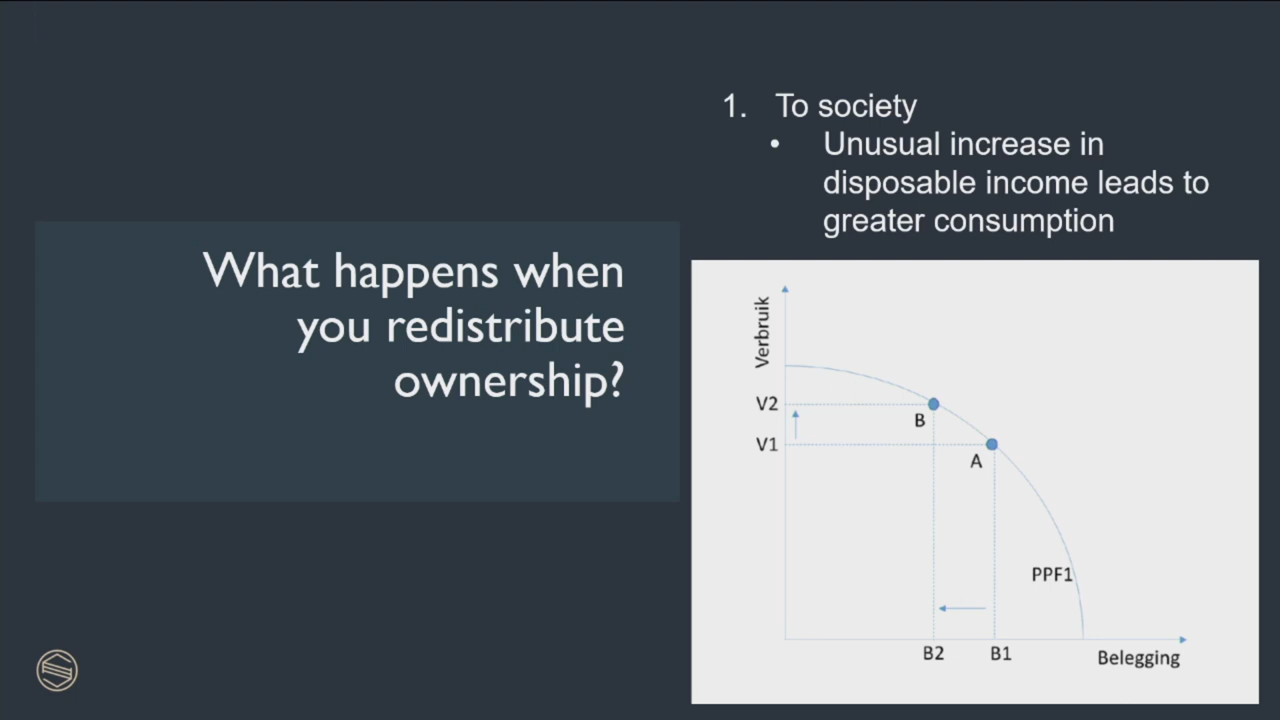 What happens when
you redistribute
ownership?
1. To society
• Unusual increase in
disposable income leads to
greater consumption
Verbruik
V2
B
V1
A
PPF1
B2
B1
Belegging